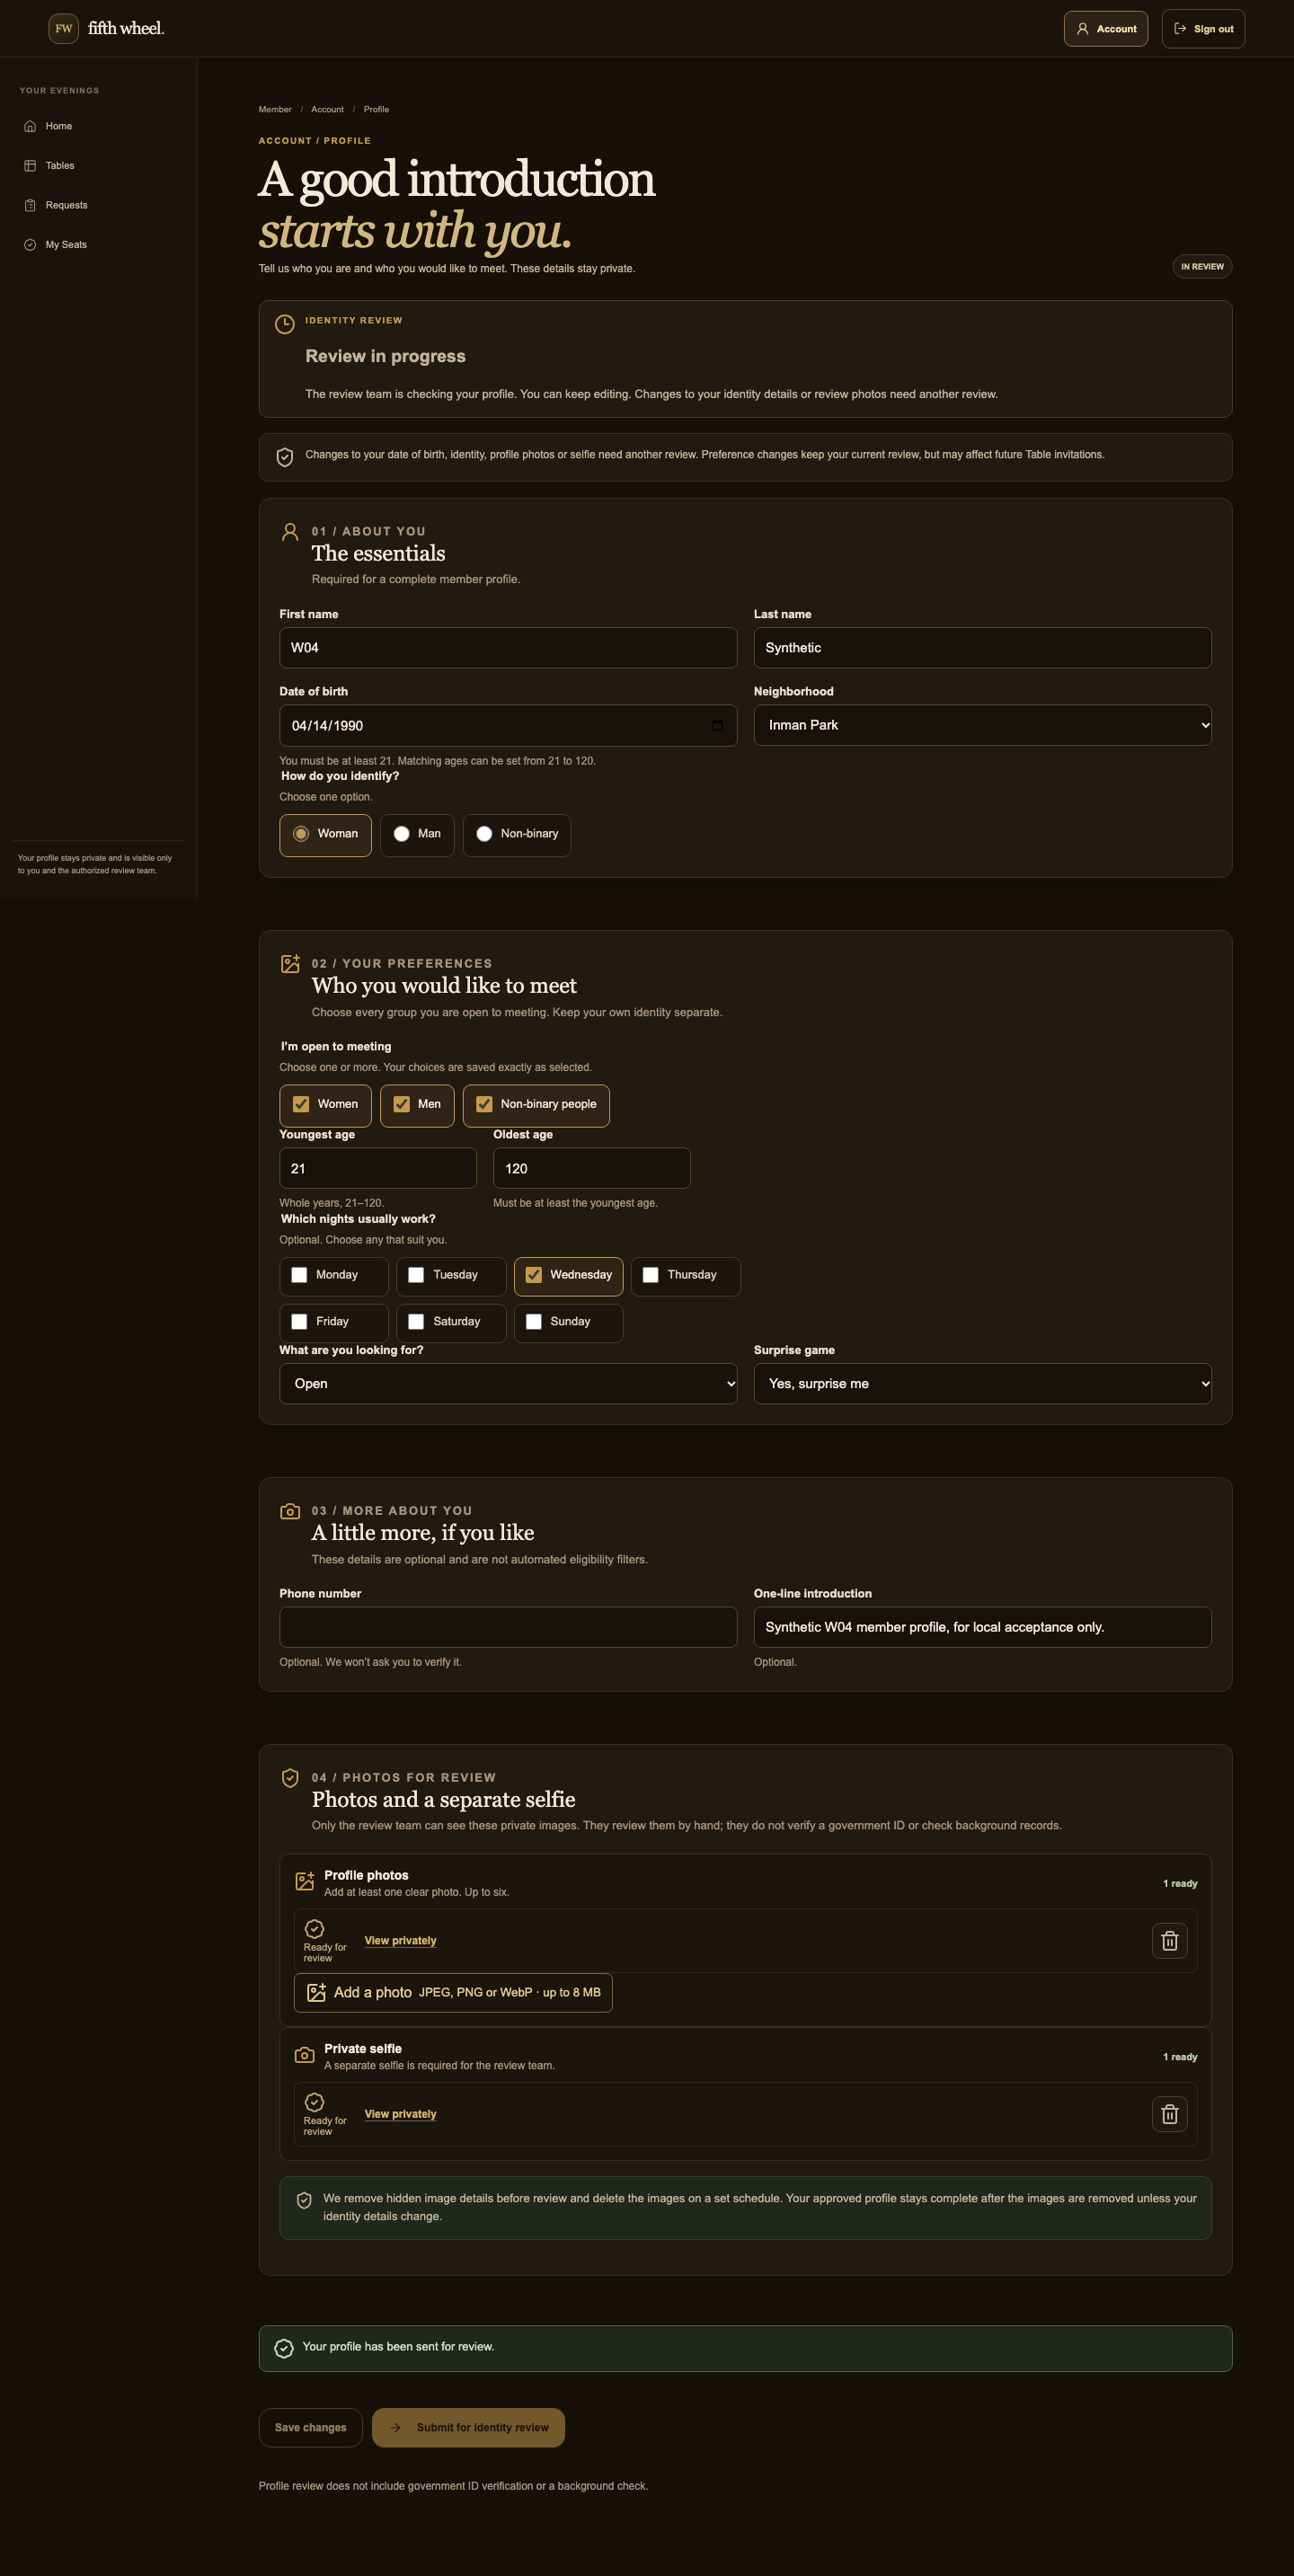 FW fifth wheel.
Account
Sign out
YOUR EVENINGS
Home
Tables
Requests
My Seats
Your profile stays private and is visible only
to you and the authorized review team.
Member / Account / Profile
ACCOUNT / PROFILE
A good introduction
starts with you.
Tell us who you are and who you would like to meet. These details stay private.
IN REVIEW
IDENTITY REVIEW
Review in progress
The review team is checking your profile. You can keep editing. Changes to your identity details or review photos need another review.
Changes to your date of birth, identity, profile photos or selfie need another review. Preference changes keep your current review, but may affect future Table invitations.
01 / ABOUT YOU
The essentials
Required for a complete member profile.
First name
W04
Last name
Synthetic
Date of birth
04/14/1990
Neighborhood
Inman Park
You must be at least 21. Matching ages can be set from 21 to 120.
How do you identify?
Choose one option.
Woman
Man
Non-binary
02 / YOUR PREFERENCES
Who you would like to meet
Choose every group you are open to meeting. Keep your own identity separate.
I'm open to meeting
Choose one or more. Your choices are saved exactly as selected.
Women
Men
Non-binary people
Youngest age
21
Whole years, 21–120.
Oldest age
120
Must be at least the youngest age.
Which nights usually work?
Optional. Choose any that suit you.
Monday
Tuesday
Wednesday
Thursday
Friday
Saturday
Sunday
What are you looking for?
Open
Surprise game
Yes, surprise me
03 / MORE ABOUT YOU
A little more, if you like
These details are optional and are not automated eligibility filters.
Phone number
Optional. We won't ask you to verify it.
One-line introduction
Synthetic W04 member profile, for local acceptance only.
Optional.
04 / PHOTOS FOR REVIEW
Photos and a separate selfie
Only the review team can see these private images. They review them by hand; they do not verify a government ID or check background records.
Profile photos
Add at least one clear photo. Up to six.
1 ready
Ready for
review
View privately
Add a photo JPEG, PNG or WebP · up to 8 MB
Private selfie
A separate selfie is required for the review team.
1 ready
Ready for
review
View privately
We remove hidden image details before review and delete the images on a set schedule. Your approved profile stays complete after the images are removed unless your
identity details change.
Your profile has been sent for review.
Save changes
Submit for identity review
Profile review does not include government ID verification or a background check.